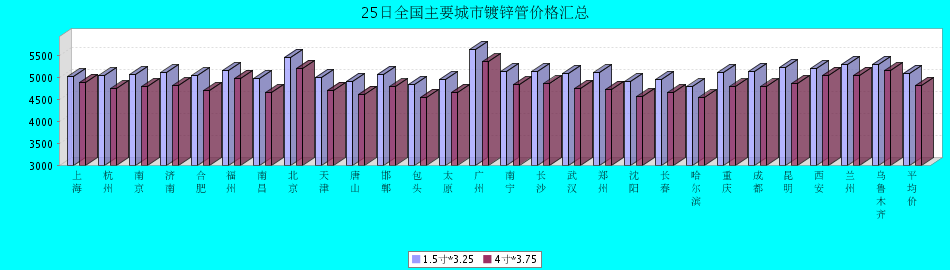 25日全国主要城市镀锌管价格汇总
5500
5000
4500
4000
3500
3000
上海
杭州
南京
济南
合肥
福州
南昌
北京
天津
唐山
邯郸
包头
太原
广州
南宁
长沙
武汉
郑州
沈阳
长春
哈尔滨
重庆
成都
昆明
西安
兰州
乌鲁木齐
平均价
1.5寸*3.25
4寸*3.75